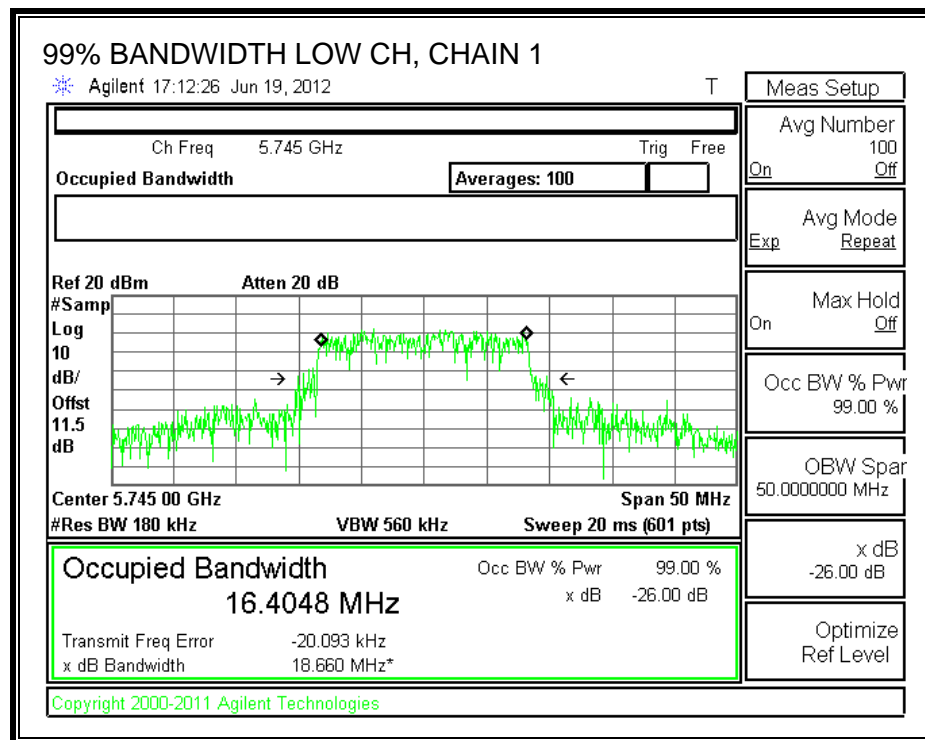 99% BANDWIDTH LOW CH, CHAIN 1
Agilent 17:12:26 Jun 19, 2012 T
Ch Freq 5.745 GHz Trig Free
Occupied Bandwidth Averages: 100
Ref 20 dBm Atten 20 dB
#Samp
Log
10
dB/
Offst
11.5
dB
Center 5.745 00 GHz Span 50 MHz
#Res BW 180 kHz VBW 560 kHz Sweep 20 ms (601 pts)
Occupied Bandwidth Occ BW % Pwr 99.00 %
16.4048 MHz x dB -26.00 dB
Transmit Freq Error -20.093 kHz
x dB Bandwidth 18.660 MHz*
Copyright 2000-2011 Agilent Technologies
Meas Setup
Avg Number
100
On Off
Avg Mode
Exp Repeat
Max Hold
On Off
Occ BW % Pwr
99.00 %
OBW Spar
50.0000000 MHz
x dB
-26.00 dB
Optimize
Ref Level